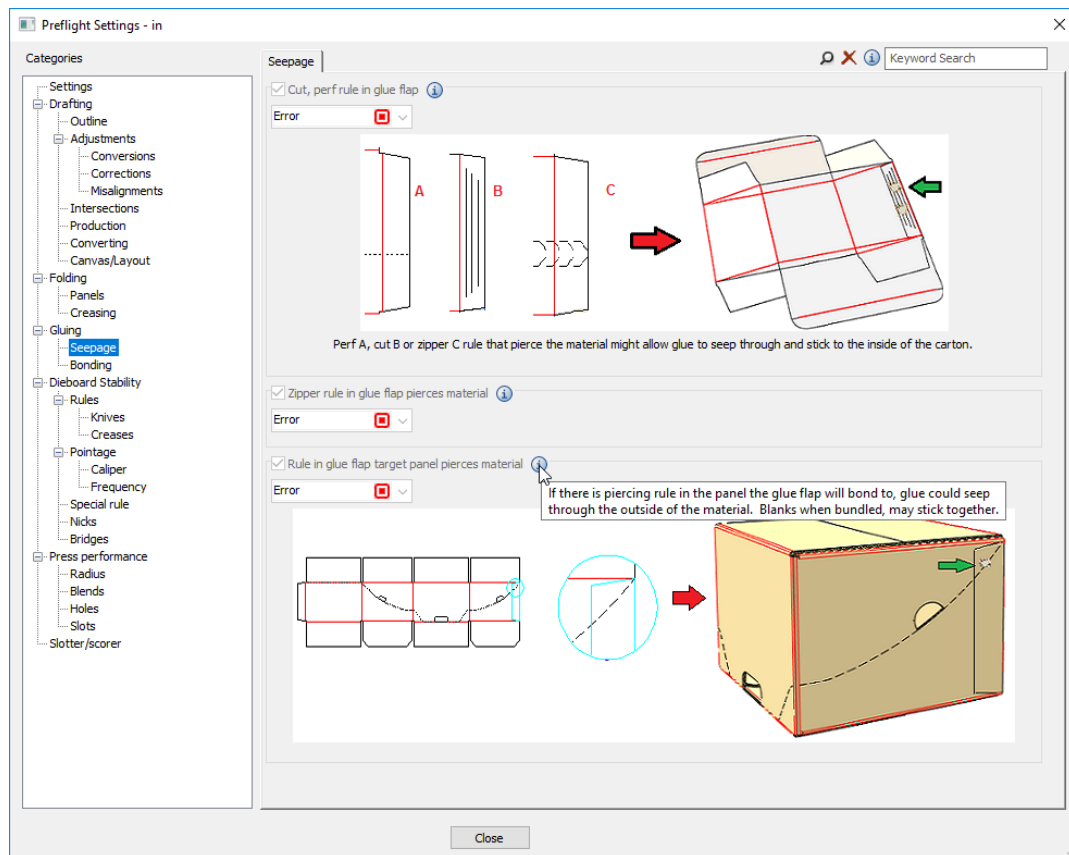 Preflight Settings - in
Categories
Settings
Drafting
Outline
Adjustments
Conversions
Corrections
Misalignments
Intersections
Production
Converting
Canvas/Layout
Folding
Panels
Creasing
Gluing
Seepage
Bonding
Dieboard Stability
Rules
Knives
Creases
Pointage
Caliper
Frequency
Special rule
Nicks
Bridges
Press performance
Radius
Blends
Holes
Slots
Slotter/scorer
Seepage
Keyword Search
Cut, perf rule in glue flap
Error
A
B
C
Perf A, cut B or zipper C rule that pierce the material might allow glue to seep through and stick to the inside of the carton.
Zipper rule in glue flap pierces material
Error
Rule in glue flap target panel pierces material
Error
If there is piercing rule in the panel the glue flap will bond to, glue could seep
through the outside of the material. Blanks when bundled, may stick together.
Close